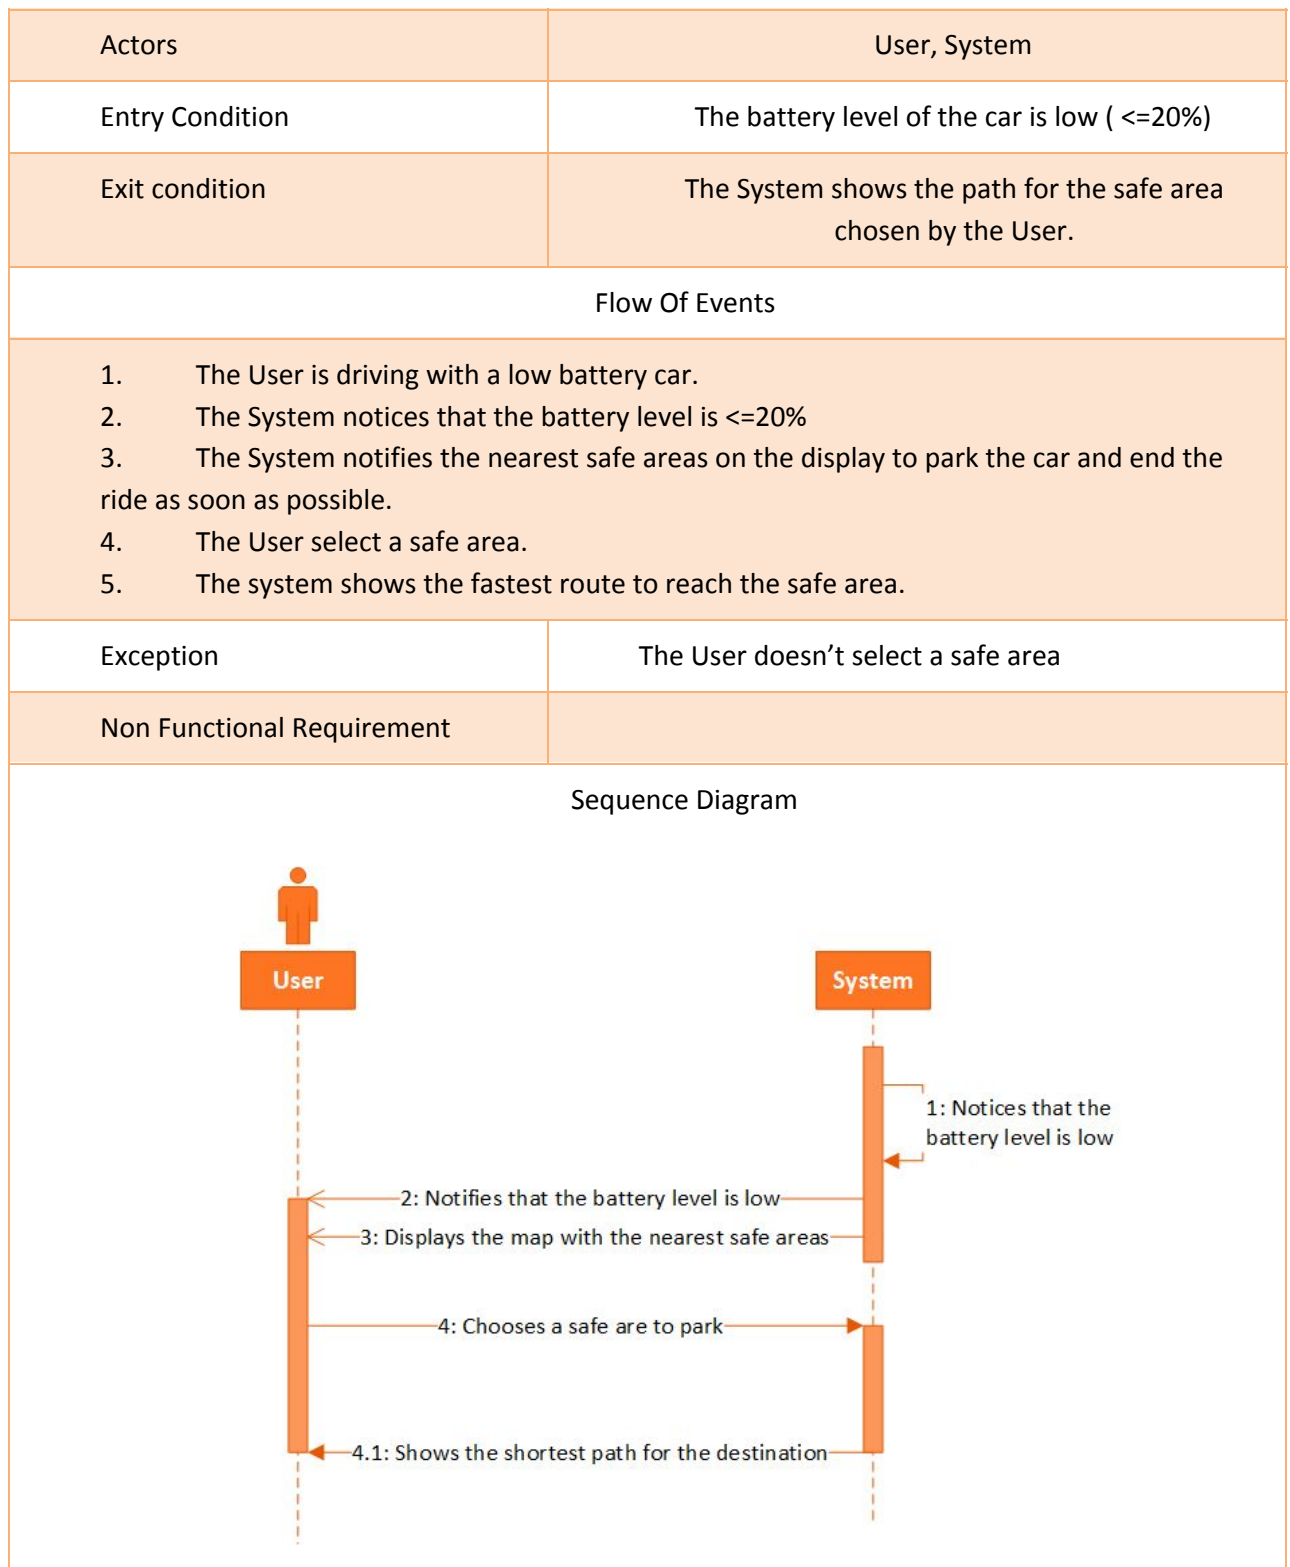 Actors
User, System
Entry Condition
The battery level of the car is low ( <=20%)
Exit condition
The System shows the path for the safe area
chosen by the User.
Flow Of Events
1. The User is driving with a low battery car.
2. The System notices that the battery level is <=20%
3. The System notifies the nearest safe areas on the display to park the car and end the
ride as soon as possible.
4. The User select a safe area.
5. The system shows the fastest route to reach the safe area.
Exception
The User doesn’t select a safe area
Non Functional Requirement
Sequence Diagram
User
System
1: Notices that the
battery level is low
2: Notifies that the battery level is low
3: Displays the map with the nearest safe areas
4: Chooses a safe are to park
4.1: Shows the shortest path for the destination